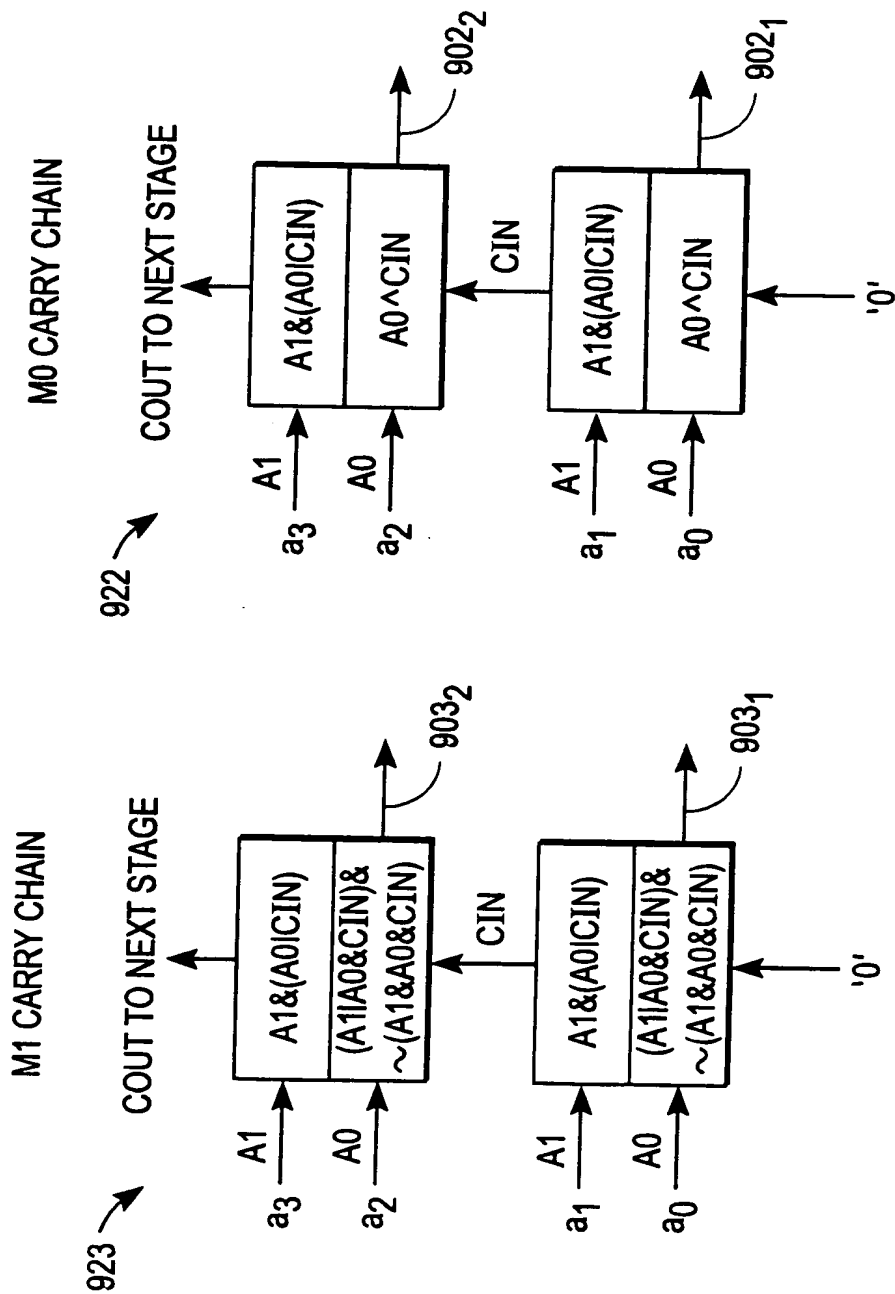 M1 CARRY CHAIN
923
COUT TO NEXT STAGE
a3 A1
A1&(A0|CIN)
a2 A0
(A1|A0&CIN)&
~(A1&A0&CIN)
9032
CIN
a1 A1
A1&(A0|CIN)
a0 A0
(A1|A0&CIN)&
~(A1&A0&CIN)
9031
'0'
M0 CARRY CHAIN
922
COUT TO NEXT STAGE
a3 A1
A1&(A0|CIN)
a2 A0
A0^CIN
9022
CIN
a1 A1
A1&(A0|CIN)
a0 A0
A0^CIN
9021
'0'